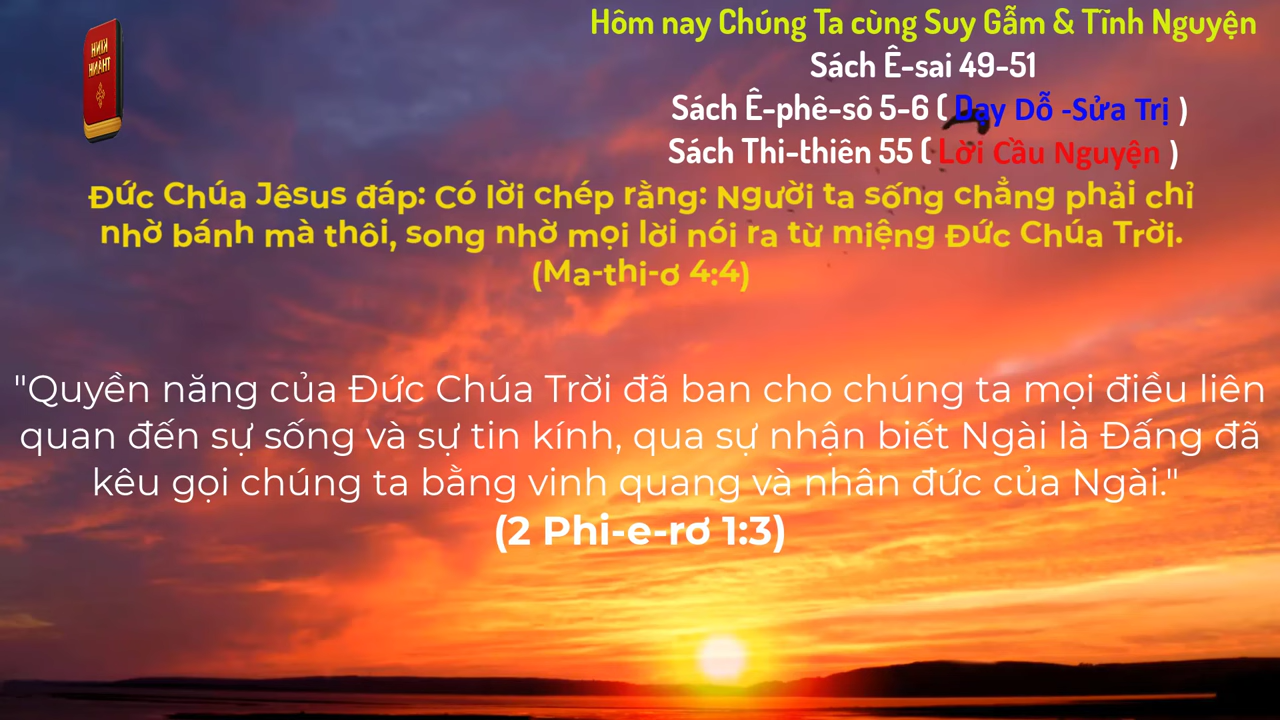 KINH
THÁNH
Hôm nay Chúng Ta cùng Suy Gẫm & Tĩnh Nguyện
Sách Ê-sai 49-51
Sách Ê-phê-sô 5-6 ( Dạy Dỗ -Sửa Trị )
Sách Thi-thiên 55 ( Lời Cầu Nguyện )
Đức Chúa Jêsus đáp: Có lời chép rằng: Người ta sống chẳng phải chỉ
nhờ bánh mà thôi, song nhờ mọi lời nói ra từ miệng Đức Chúa Trời.
(Ma-thi-ơ 4:4)
"Quyền năng của Đức Chúa Trời đã ban cho chúng ta mọi điều liên
quan đến sự sống và sự tin kính, qua sự nhận biết Ngài là Đấng đã
kêu gọi chúng ta bằng vinh quang và nhân đức của Ngài."
(2 Phi-e-rơ 1:3)